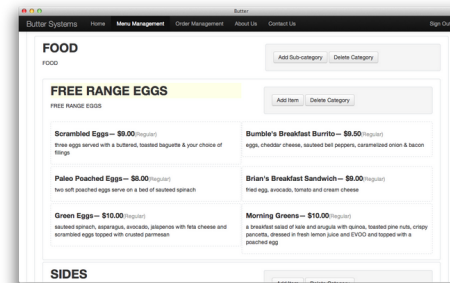 Butter
Butter Systems Home Menu Management Order Management About Us Contact Us Sign Out
FOOD
FOOD
Add Sub-category Delete Category
FREE RANGE EGGS
FREE RANGE EGGS
Add Item Delete Category
Scrambled Eggs— $9.00(Regular)
three eggs served with a buttered, toasted baguette & your choice of
fillings
Bumble's Breakfast Burrito— $8.50(Regular)
eggs, cheddar cheese, sauteed bell peppers, caramelized onion & bacon
Paleo Poached Eggs— $8.00(Regular)
two soft poached eggs serve on a bed of sauteed spinach
Brian's Breakfast Sandwich— $9.00(Regular)
fried egg, avocado, tomato and cream cheese
Green Eggs— $10.00(Regular)
sauteed spinach, asparagus, avocado, jalapenos with feta cheese and
scrambled eggs topped with crusted parmesan
Morning Greens— $10.00(Regular)
a breakfast salad of kale and arugula with quinoa, toasted pine nuts, crispy
pancetta, dressed in fresh lemon juice and EVOO and topped with a
poached egg
SIDES
Add Item Delete Category